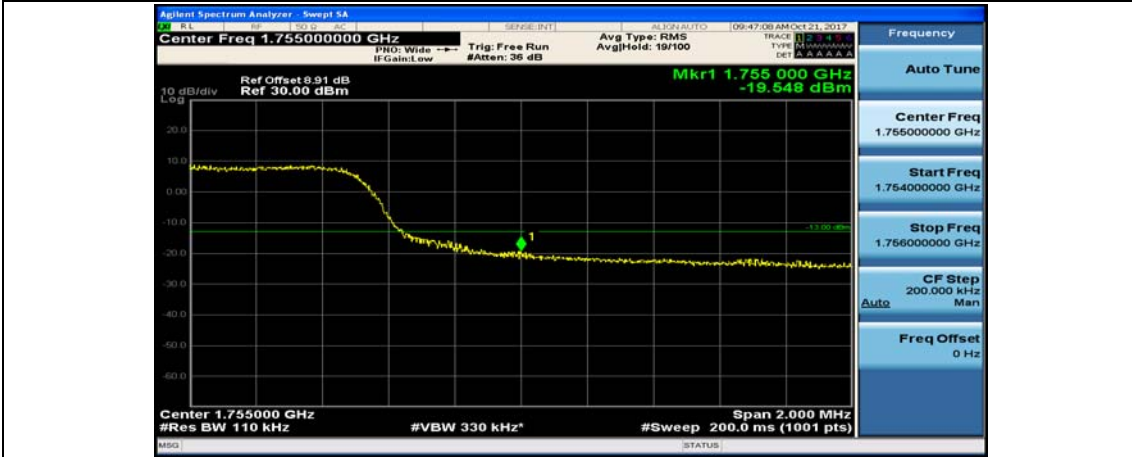 Agilent Spectrum Analyzer - Swept SA
RL RF 50 Ω AC SENSE:INT ALIGN AUTO 09:47:08 AM Oct 21, 2017
Center Freq 1.755000000 GHz
PNO: Wide
IFGain:Low
Trig: Free Run
#Atten: 36 dB
Avg Type: RMS
Avg|Hold: 19/100
TRACE 1 2 3 4 5 6
TYPE M
DET A A A A A A
Ref Offset 8.91 dB
10 dB/div Ref 30.00 dBm
Log
Mkr1 1.755 000 GHz
-19.548 dBm
20.0
10.0
0.00
-10.0
-20.0
-30.0
-40.0
-50.0
-60.0
-13.00 dBm
1
Center 1.755000 GHz Span 2.000 MHz
#Res BW 110 kHz #VBW 330 kHz* #Sweep 200.0 ms (1001 pts)
MSG STATUS
Frequency
Auto Tune
Center Freq
1.755000000 GHz
Start Freq
1.754000000 GHz
Stop Freq
1.756000000 GHz
CF Step
200.000 kHz
Auto Man
Freq Offset
0 Hz